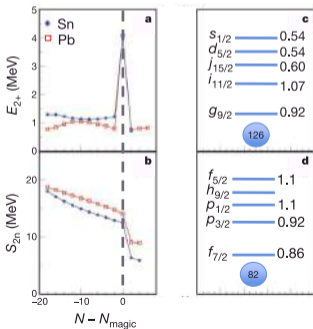 Sn
Pb
a
5
4
3
2
1
0
E2+ (MeV)
b
20
10
0
S2n (MeV)
-20
-10
0
10
N – Nmagic
c
s1/2 0.54
d5/2 0.54
j15/2 0.60
i11/2 1.07
g9/2 0.92
126
d
f5/2 1.1
h9/2
p1/2 1.1
p3/2 0.92
f7/2 0.86
82